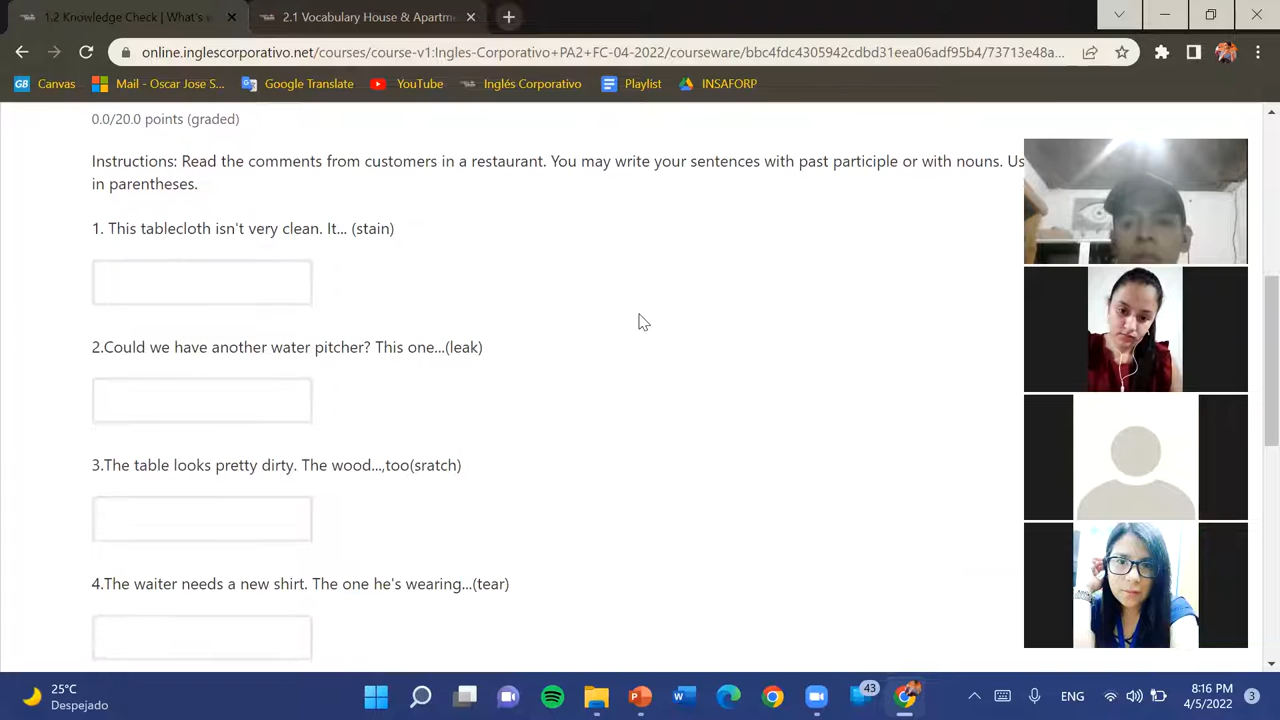 1.2 Knowledge Check | What's
2.1 Vocabulary House & Apartm
online.inglescorporativo.net/courses/course-v1:Ingles-Corporativo+PA2+FC-04-2022/courseware/bbc4fdc4305942cdbd31eea06adf95b4/73713e48a...
GB Canvas Mail - Oscar Jose S... Google Translate YouTube Inglés Corporativo Playlist INSAFORP
0.0/20.0 points (graded)
Instructions: Read the comments from customers in a restaurant. You may write your sentences with past participle or with nouns. Us
in parentheses.
1. This tablecloth isn't very clean. It... (stain)
2.Could we have another water pitcher? This one...(leak)
3.The table looks pretty dirty. The wood...,too(sratch)
4.The waiter needs a new shirt. The one he's wearing...(tear)
25°C
Despejado
43
ENG
8:16 PM
4/5/2022
3